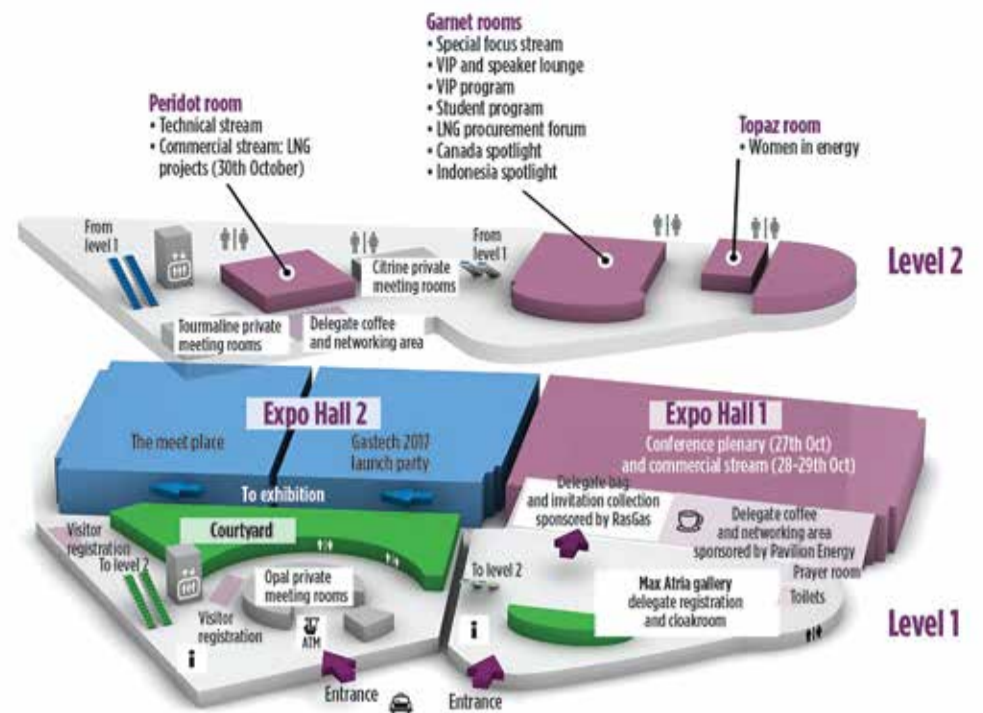 Garnet rooms
• Special focus stream
• VIP and speaker lounge
• VIP program
• Student program
• LNG procurement forum
• Canada spotlight
• Indonesia spotlight
Peridot room
• Technical stream
• Commercial stream: LNG
projects (30th October)
Topaz room
• Women in energy
From
level 1
From
level 1
Citrine private
meeting rooms
Level 2
Tourmaline private
meeting rooms
Delegate coffee
and networking area
Expo Hall 2
The meet place
Gastech 2017
launch party
To exhibition
Expo Hall 1
Conference plenary (27th Oct)
and commercial stream (28-29th Oct)
Delegate bag
and invitation collection
sponsored by RasGas
Delegate coffee
and networking area
sponsored by Pavilion Energy
Courtyard
Visitor
registration
To level 2
Opal private
meeting rooms
Visitor
registration
ATM
i
Entrance
To level 2
Max Atria gallery
delegate registration
and cloakroom
Prayer room
Toilets
i
Entrance
Level 1